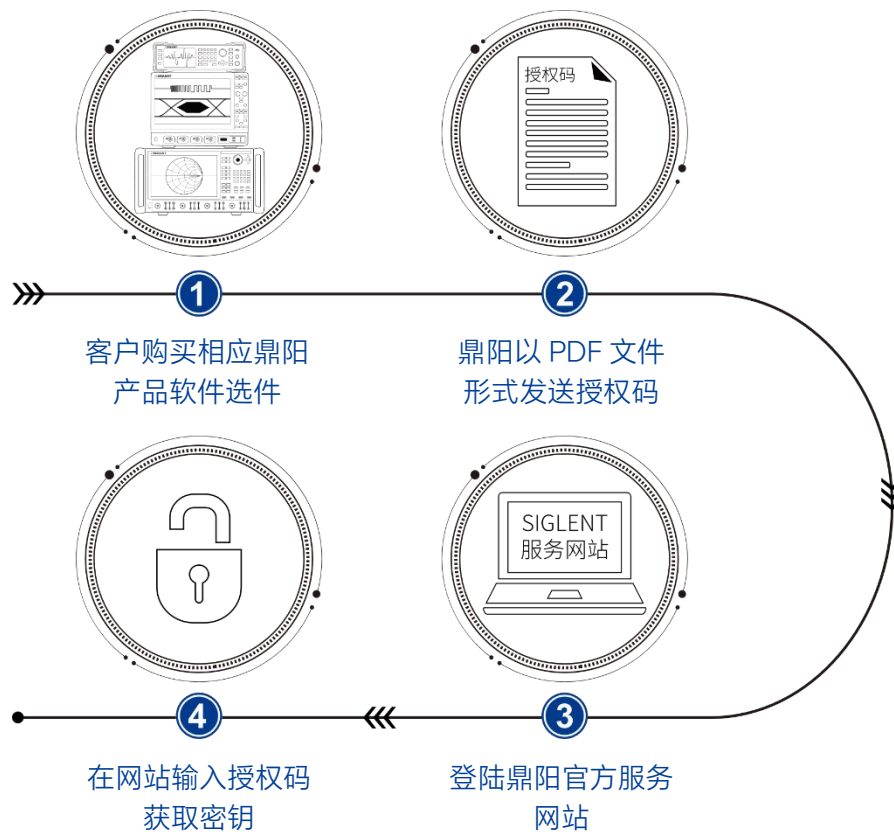 授权码
1
2
客户购买相应鼎阳
产品软件选件
鼎阳以 PDF 文件
形式发送授权码
SIGLENT
服务网站
3
4
登陆鼎阳官方服务
网站
在网站输入授权码
获取密钥